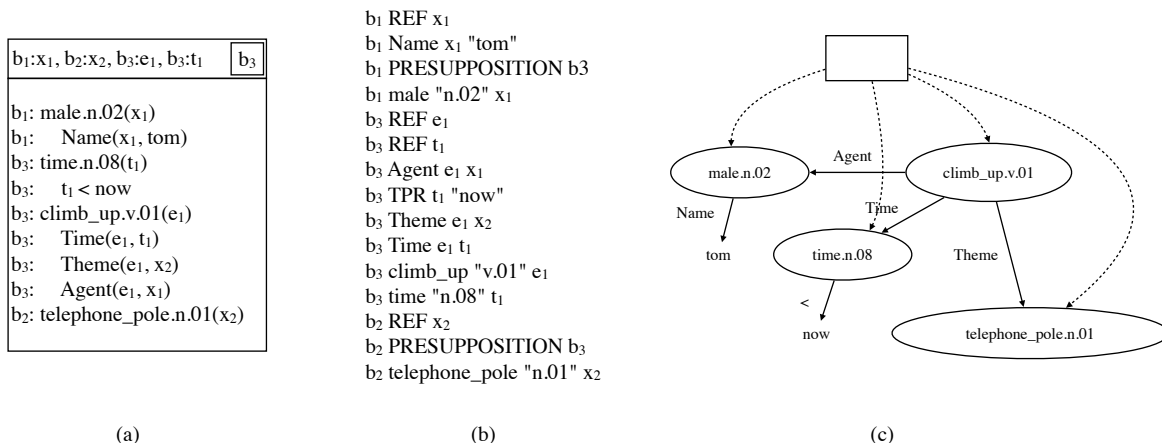 b₁:x₁, b₂:x₂, b₃:e₁, b₃:t₁ b₃
b₁: male.n.02(x₁)
b₁: Name(x₁, tom)
b₃: time.n.08(t₁)
b₃: t₁ < now
b₃: climb_up.v.01(e₁)
b₃: Time(e₁, t₁)
b₃: Theme(e₁, x₂)
b₃: Agent(e₁, x₁)
b₂: telephone_pole.n.01(x₂)
(a)
b₁ REF x₁
b₁ Name x₁ "tom"
b₁ PRESUPPOSITION b3
b₁ male "n.02" x₁
b₃ REF e₁
b₃ REF t₁
b₃ Agent e₁ x₁
b₃ TPR t₁ "now"
b₃ Theme e₁ x₂
b₃ Time e₁ t₁
b₃ climb_up "v.01" e₁
b₃ time "n.08" t₁
b₂ REF x₂
b₂ PRESUPPOSITION b₃
b₂ telephone_pole "n.01" x₂
(b)
Agent
male.n.02
climb_up.v.01
Name
Time
tom
time.n.08
Theme
<
now
telephone_pole.n.01
(c)